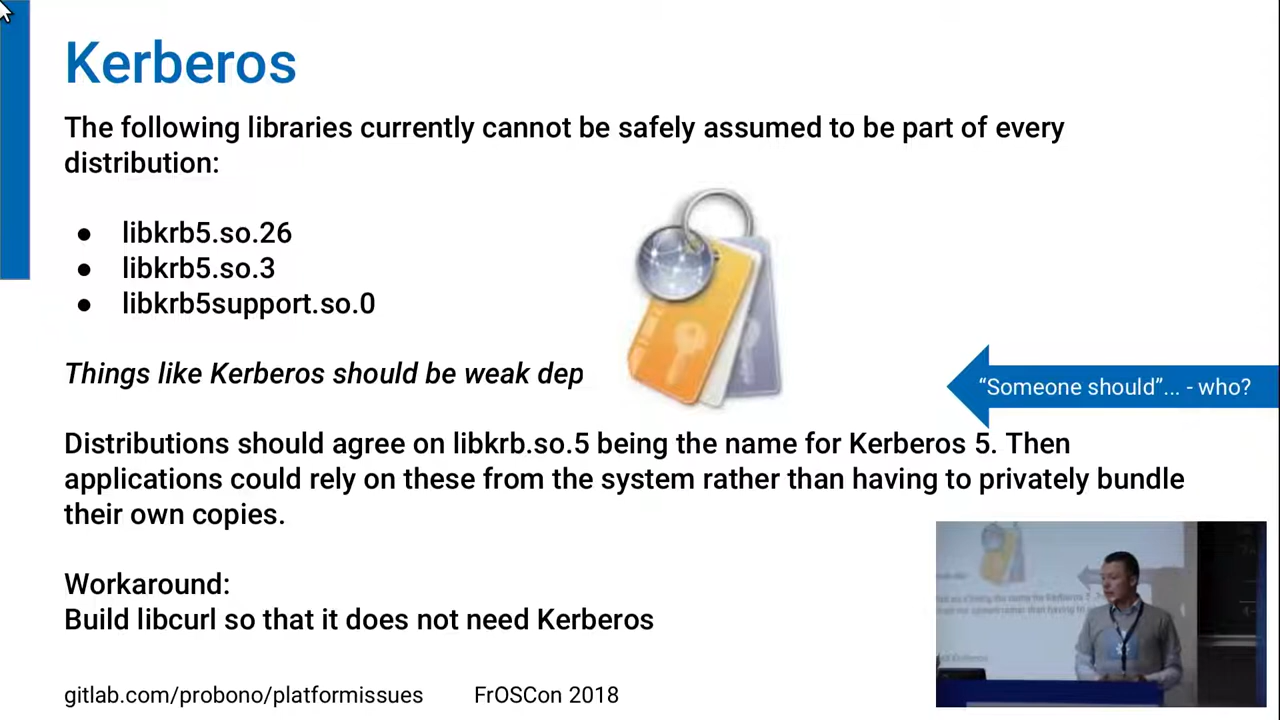 Kerberos
The following libraries currently cannot be safely assumed to be part of every
distribution:
● libkrb5.so.26
● libkrb5.so.3
● libkrb5support.so.0
Things like Kerberos should be weak dep
“Someone should”... - who?
Distributions should agree on libkrb.so.5 being the name for Kerberos 5. Then
applications could rely on these from the system rather than having to privately bundle
their own copies.
Workaround:
Build libcurl so that it does not need Kerberos
gitlab.com/probono/platformissues FrOSCon 2018